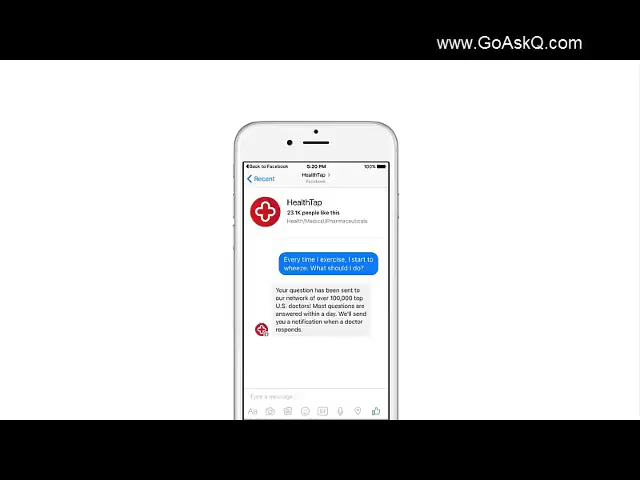 www.GoAskQ.com
Back to Facebook 5:20 PM 100%
Recent HealthTap
Facebook
HealthTap
23.1K people like this
Health/Medical/Pharmaceuticals
Every time I exercise, I start to
wheeze. What should I do?
Your question has been sent to
our network of over 100,000 top
U.S. doctors! Most questions are
answered within a day. We'll send
you a notification when a doctor
responds.
Type a message...
Aa